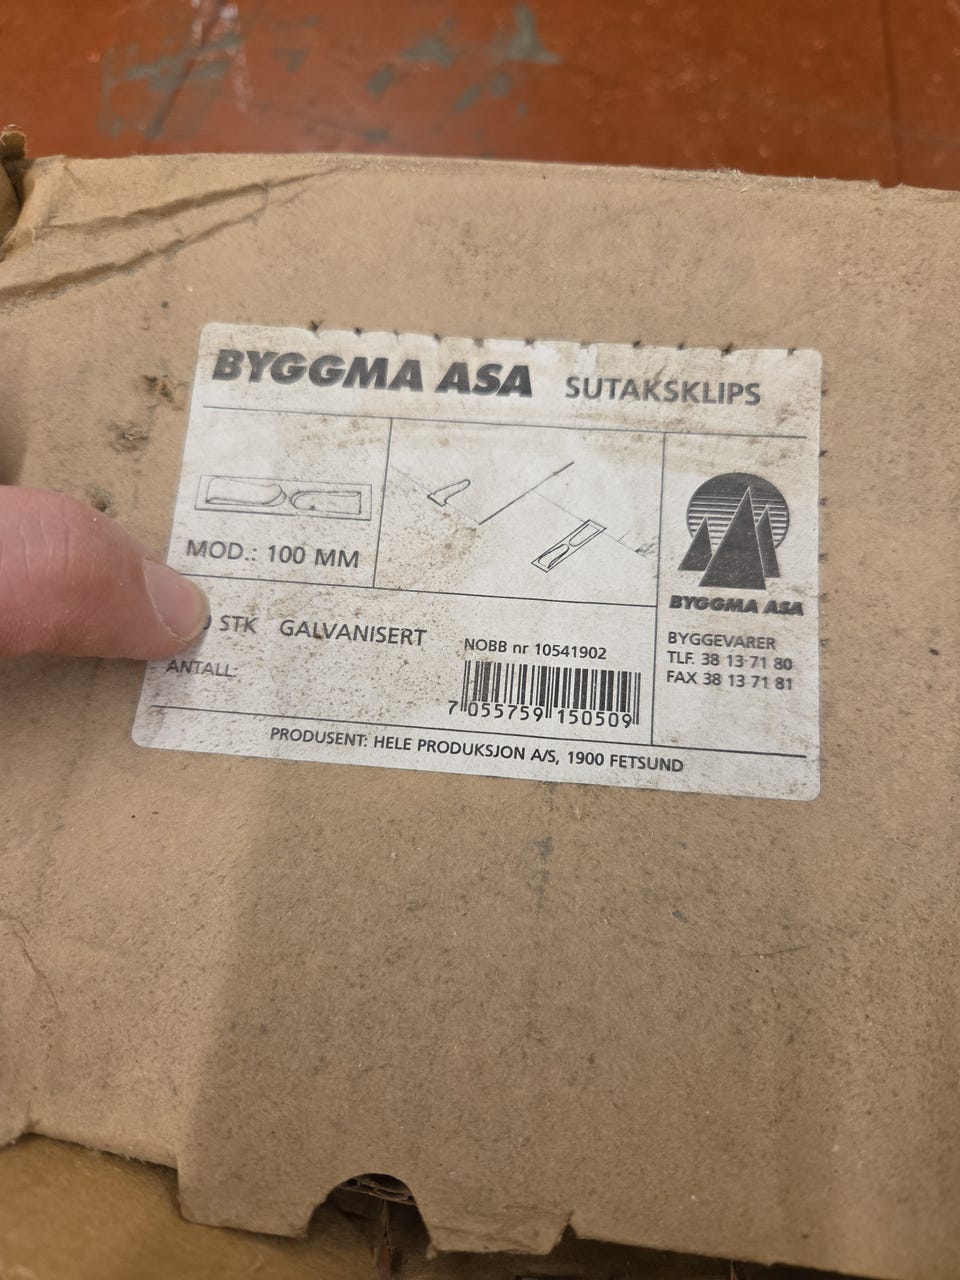 BYGGMA ASA SUTAKSKLIPS
MOD.: 100 MM
BYGGMA ASA
STK GALVANISERT
ANTALL:
NOBB nr 10541902
7 055759 150509
BYGGEVARER
TLF. 38 13 71 80
FAX 38 13 71 81
PRODUSENT: HELE PRODUKSJON A/S, 1900 FETSUND